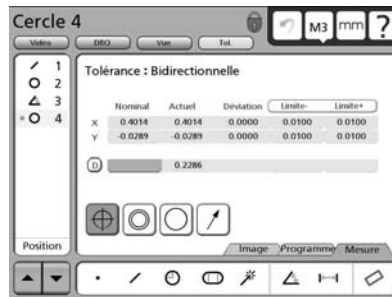 Cercle 4
M3 mm ?
Vidéo DRO Vue Tol.
1
2
3
4
Tolérance : Bidirectionnelle
Nominal Actuel Déviation Limite- Limite+
X 0.4014 0.4014 0.0000 0.0100 0.0100
Y -0.0289 -0.0289 0.0000 0.0100 0.0100
D 0.2286
Position
Image Programme Mesure